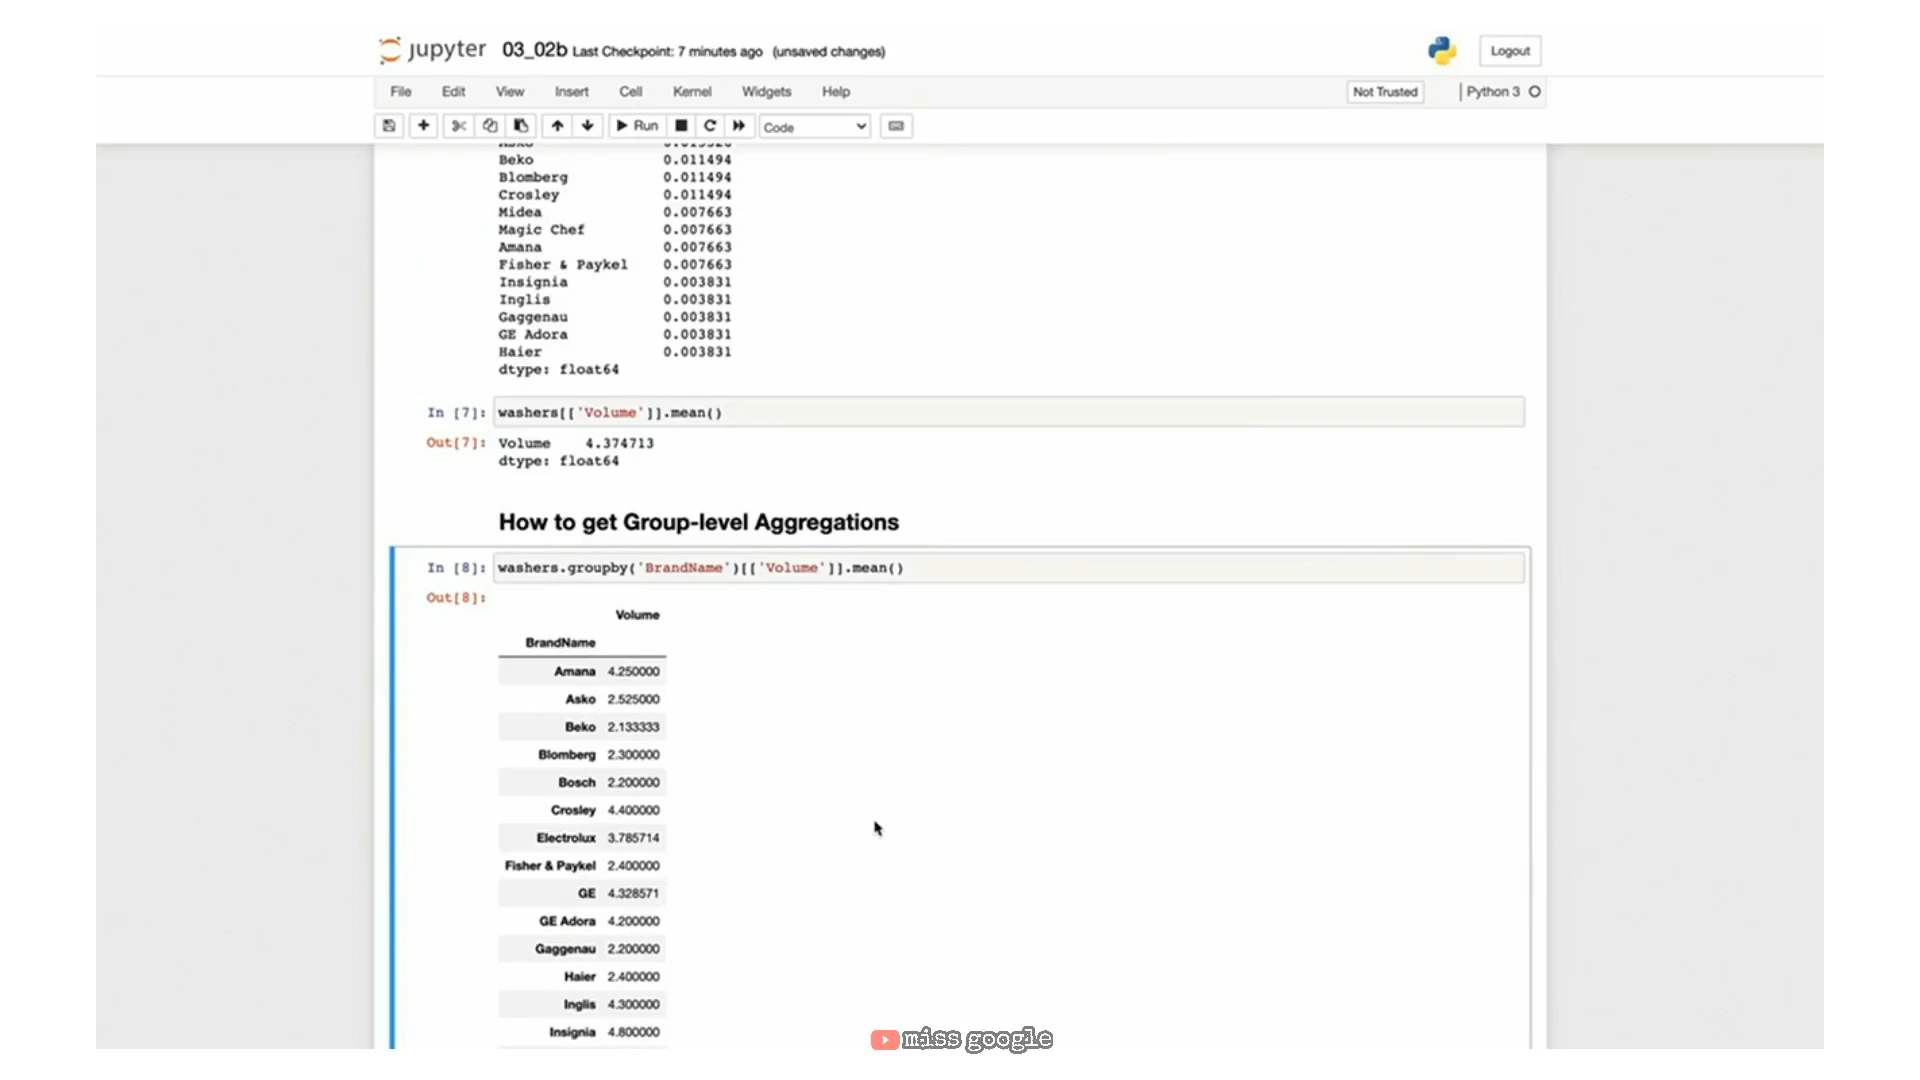 jupyter 03_02b Last Checkpoint: 7 minutes ago (unsaved changes) Logout
File Edit View Insert Cell Kernel Widgets Help Not Trusted Python 3
Run Code
Beko 0.011494
Blomberg 0.011494
Crosley 0.011494
Midea 0.007663
Magic Chef 0.007663
Amana 0.007663
Fisher & Paykel 0.007663
Insignia 0.003831
Inglis 0.003831
Gaggenau 0.003831
GE Adora 0.003831
Haier 0.003831
dtype: float64
In [7]: washers[['Volume']].mean()
Out[7]: Volume 4.374713
dtype: float64
How to get Group-level Aggregations
In [8]: washers.groupby('BrandName')[['Volume']].mean()
Out[8]:
Volume
BrandName
Amana 4.250000
Asko 2.525000
Beko 2.133333
Blomberg 2.300000
Bosch 2.200000
Crosley 4.400000
Electrolux 3.785714
Fisher & Paykel 2.400000
GE 4.328571
GE Adora 4.200000
Gaggenau 2.200000
Haier 2.400000
Inglis 4.300000
Insignia 4.800000
miss google